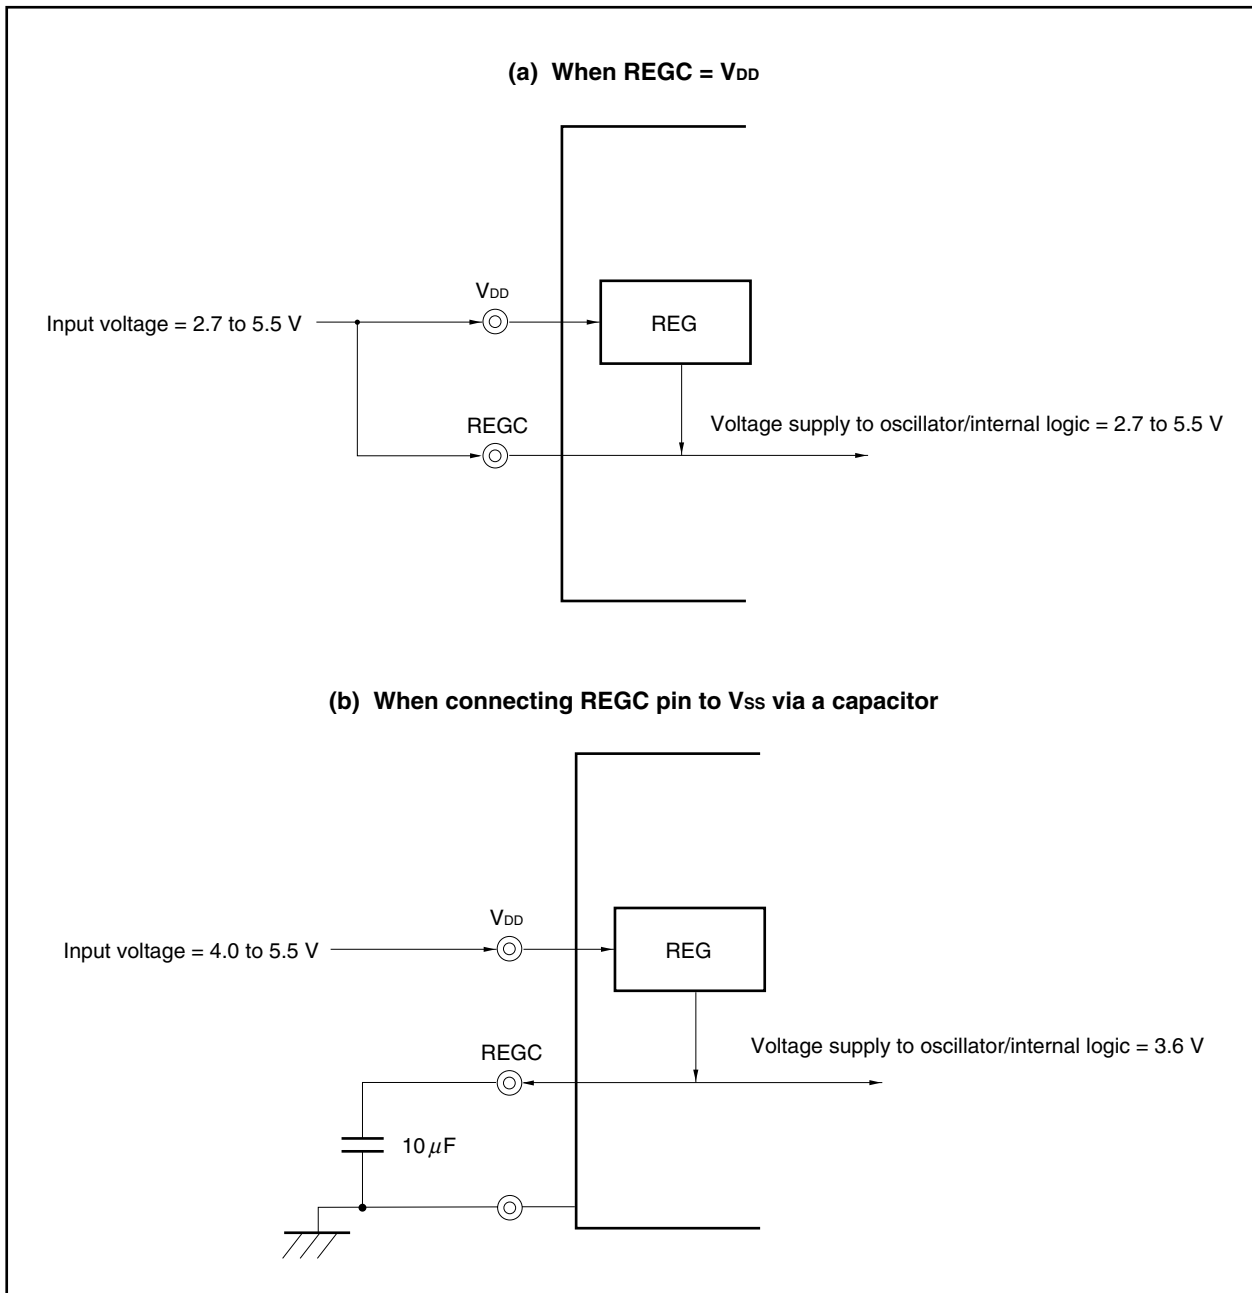 (a) When REGC = VDD
VDD
Input voltage = 2.7 to 5.5 V
REG
REGC
Voltage supply to oscillator/internal logic = 2.7 to 5.5 V
(b) When connecting REGC pin to VSS via a capacitor
VDD
Input voltage = 4.0 to 5.5 V
REG
REGC
Voltage supply to oscillator/internal logic = 3.6 V
10 μF